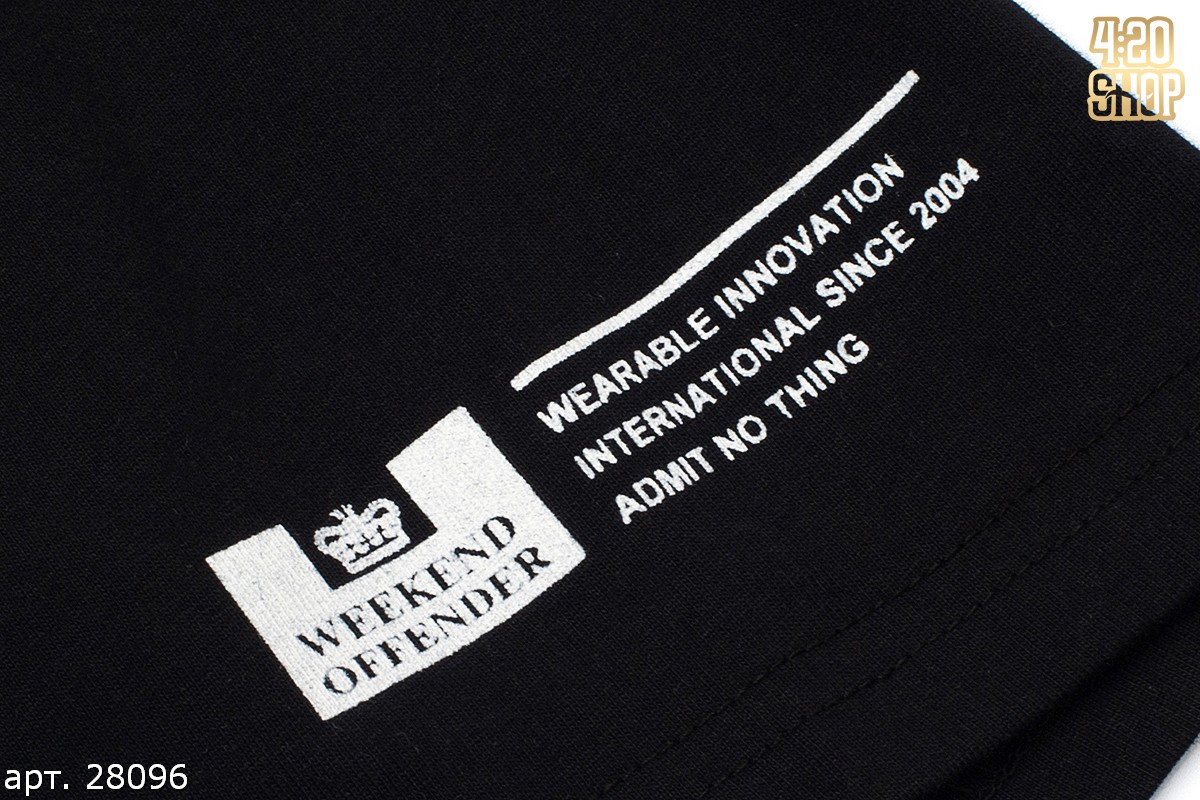 4:20
SHOP
WEARABLE INNOVATION
INTERNATIONAL SINCE 2004
ADMIT NO THING
WEEKEND
OFFENDER
арт. 28096